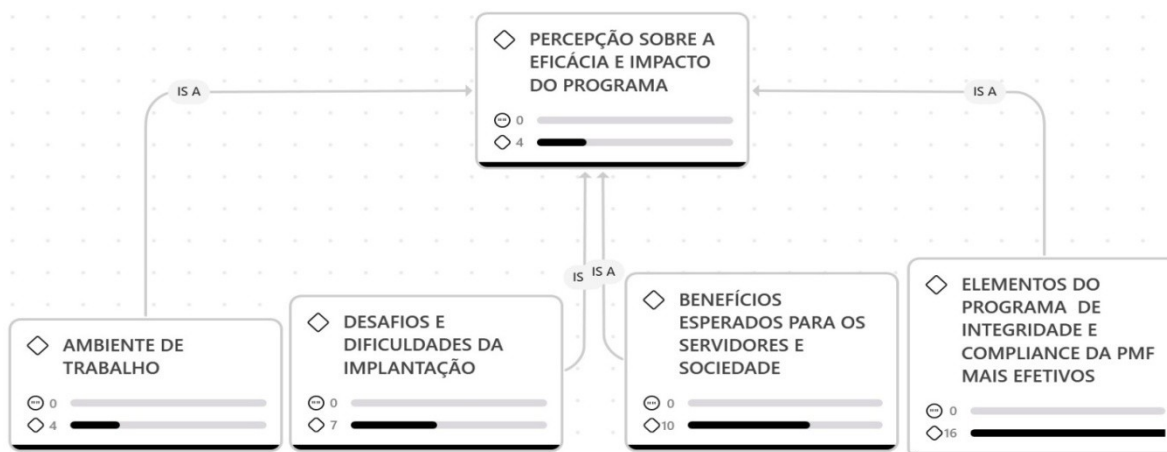 PERCEPÇÃO SOBRE A
EFICÁCIA E IMPACTO
DO PROGRAMA
0
4
IS A
IS A
IS
IS A
AMBIENTE DE
TRABALHO
0
4
DESAFIOS E
DIFICULDADES DA
IMPLANTAÇÃO
0
7
BENEFÍCIOS
ESPERADOS PARA OS
SERVIDORES E
SOCIEDADE
0
10
ELEMENTOS DO
PROGRAMA DE
INTEGRIDADE E
COMPLIANCE DA PMF
MAIS EFETIVOS
0
16